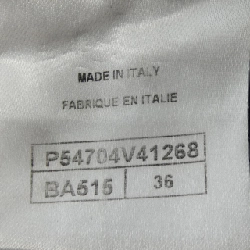 MADE IN ITALY
FABRIQUE EN ITALIE
P54704V41268
BA515 36